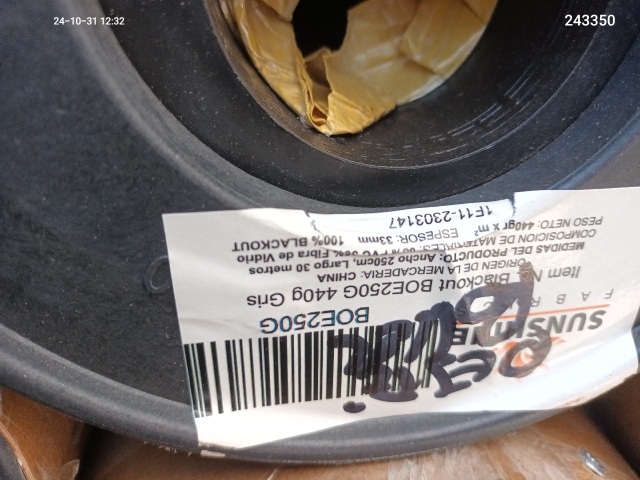 24-10-31 12:32
243350
SUNSHINE
F A B R
BOE250G
Item No. Blackout BOE250G 440g Gris
ORIGEN DE LA MERCADERIA: CHINA
MEDIDAS DEL PRODUCTO: Ancho 250cm, Largo 30 metros
COMPOSICION DE MATERIALES: PVC Fibra de Vidrio
PESO NETO: 440gr x m² ESPESOR: 33mm 100% BLACKOUT
1F11-2303147